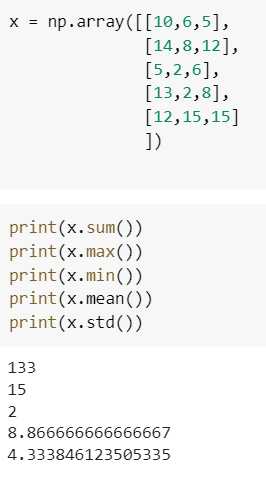 x = np.array([[10,6,5],
[14,8,12],
[5,2,6],
[13,2,8],
[12,15,15]
])
print(x.sum())
print(x.max())
print(x.min())
print(x.mean())
print(x.std())
133
15
2
8.866666666666667
4.333846123505335